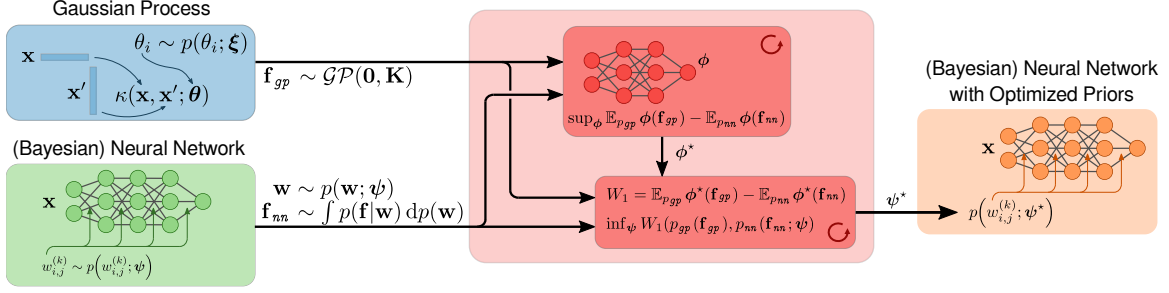 Gaussian Process
x
θ_i ∼ p(θ_i; ξ)
x′
κ(x, x′; θ)
f_gp ∼ GP(0, K)
(Bayesian) Neural Network
x
w_{i,j}^{(k)} ∼ p(w_{i,j}^{(k)}; ψ)
w ∼ p(w; ψ)
f_nn ∼ ∫ p(f|w) dp(w)
ϕ
sup_ϕ 𝔼_{p_gp} ϕ(f_gp) − 𝔼_{p_nn} ϕ(f_nn)
ϕ⋆
W_1 = 𝔼_{p_gp} ϕ⋆(f_gp) − 𝔼_{p_nn} ϕ⋆(f_nn)
inf_ψ W_1(p_gp(f_gp), p_nn(f_nn; ψ)
ψ⋆
(Bayesian) Neural Network
with Optimized Priors
x
p(w_{i,j}^{(k)}; ψ⋆)